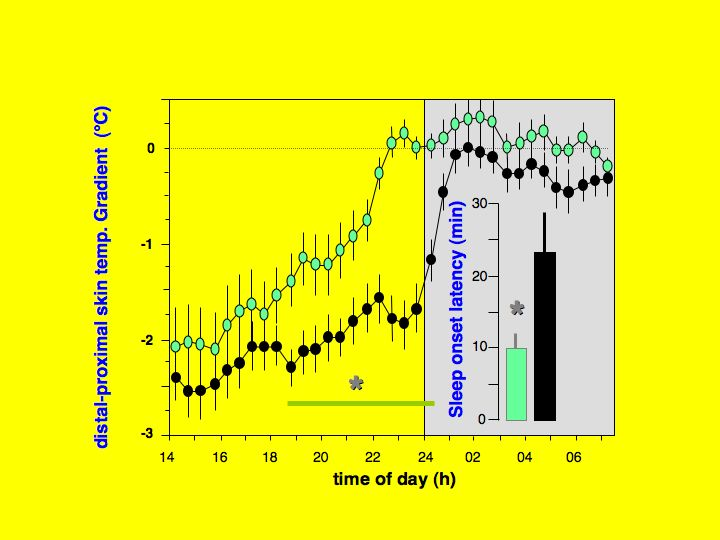 distal-proximal skin temp. Gradient (°C)
0
-1
-2
-3
14 16 18 20 22 24 02 04 06
time of day (h)
*
Sleep onset latency (min)
30
20
10
0
*